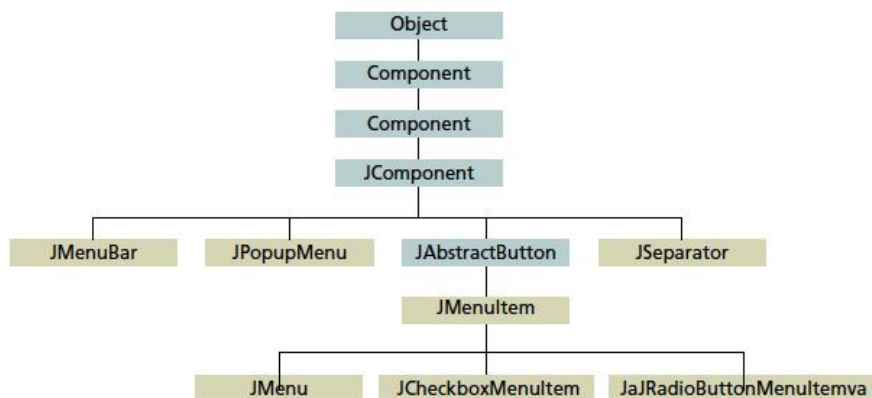 Object
Component
Component
JComponent
JMenuBar JPopupMenu JAbstractButton JSeparator
JMenuItem
JMenu JCheckboxMenuItem JaJRadioButtonMenuItemva